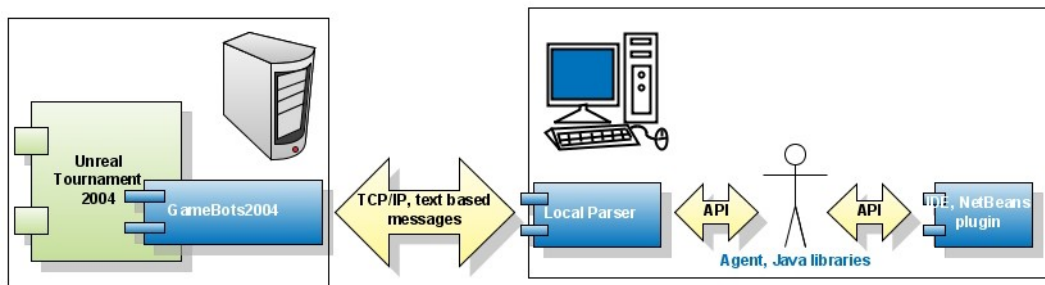 Unreal
Tournament
2004
GameBots2004
TCP/IP, text based
messages
Local Parser
API
Agent, Java libraries
API
IDE, NetBeans
plugin